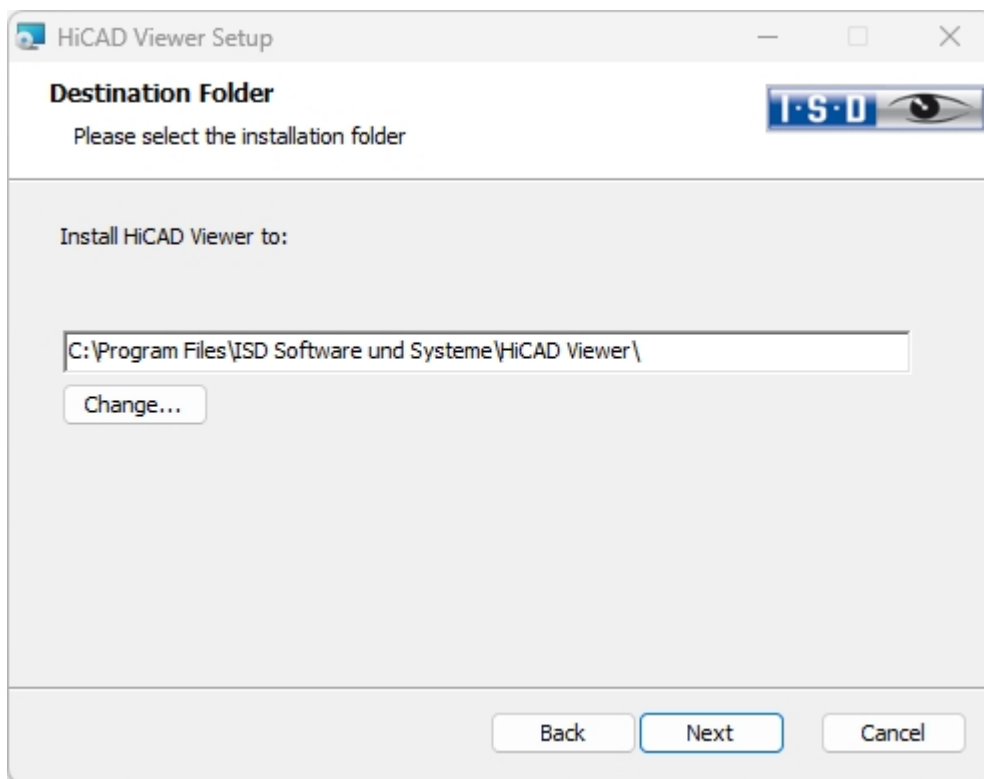 HiCAD Viewer Setup
Destination Folder
Please select the installation folder
I·S·D
Install HiCAD Viewer to:
C:\Program Files\ISD Software und Systeme\HiCAD Viewer\
Change...
Back Next Cancel